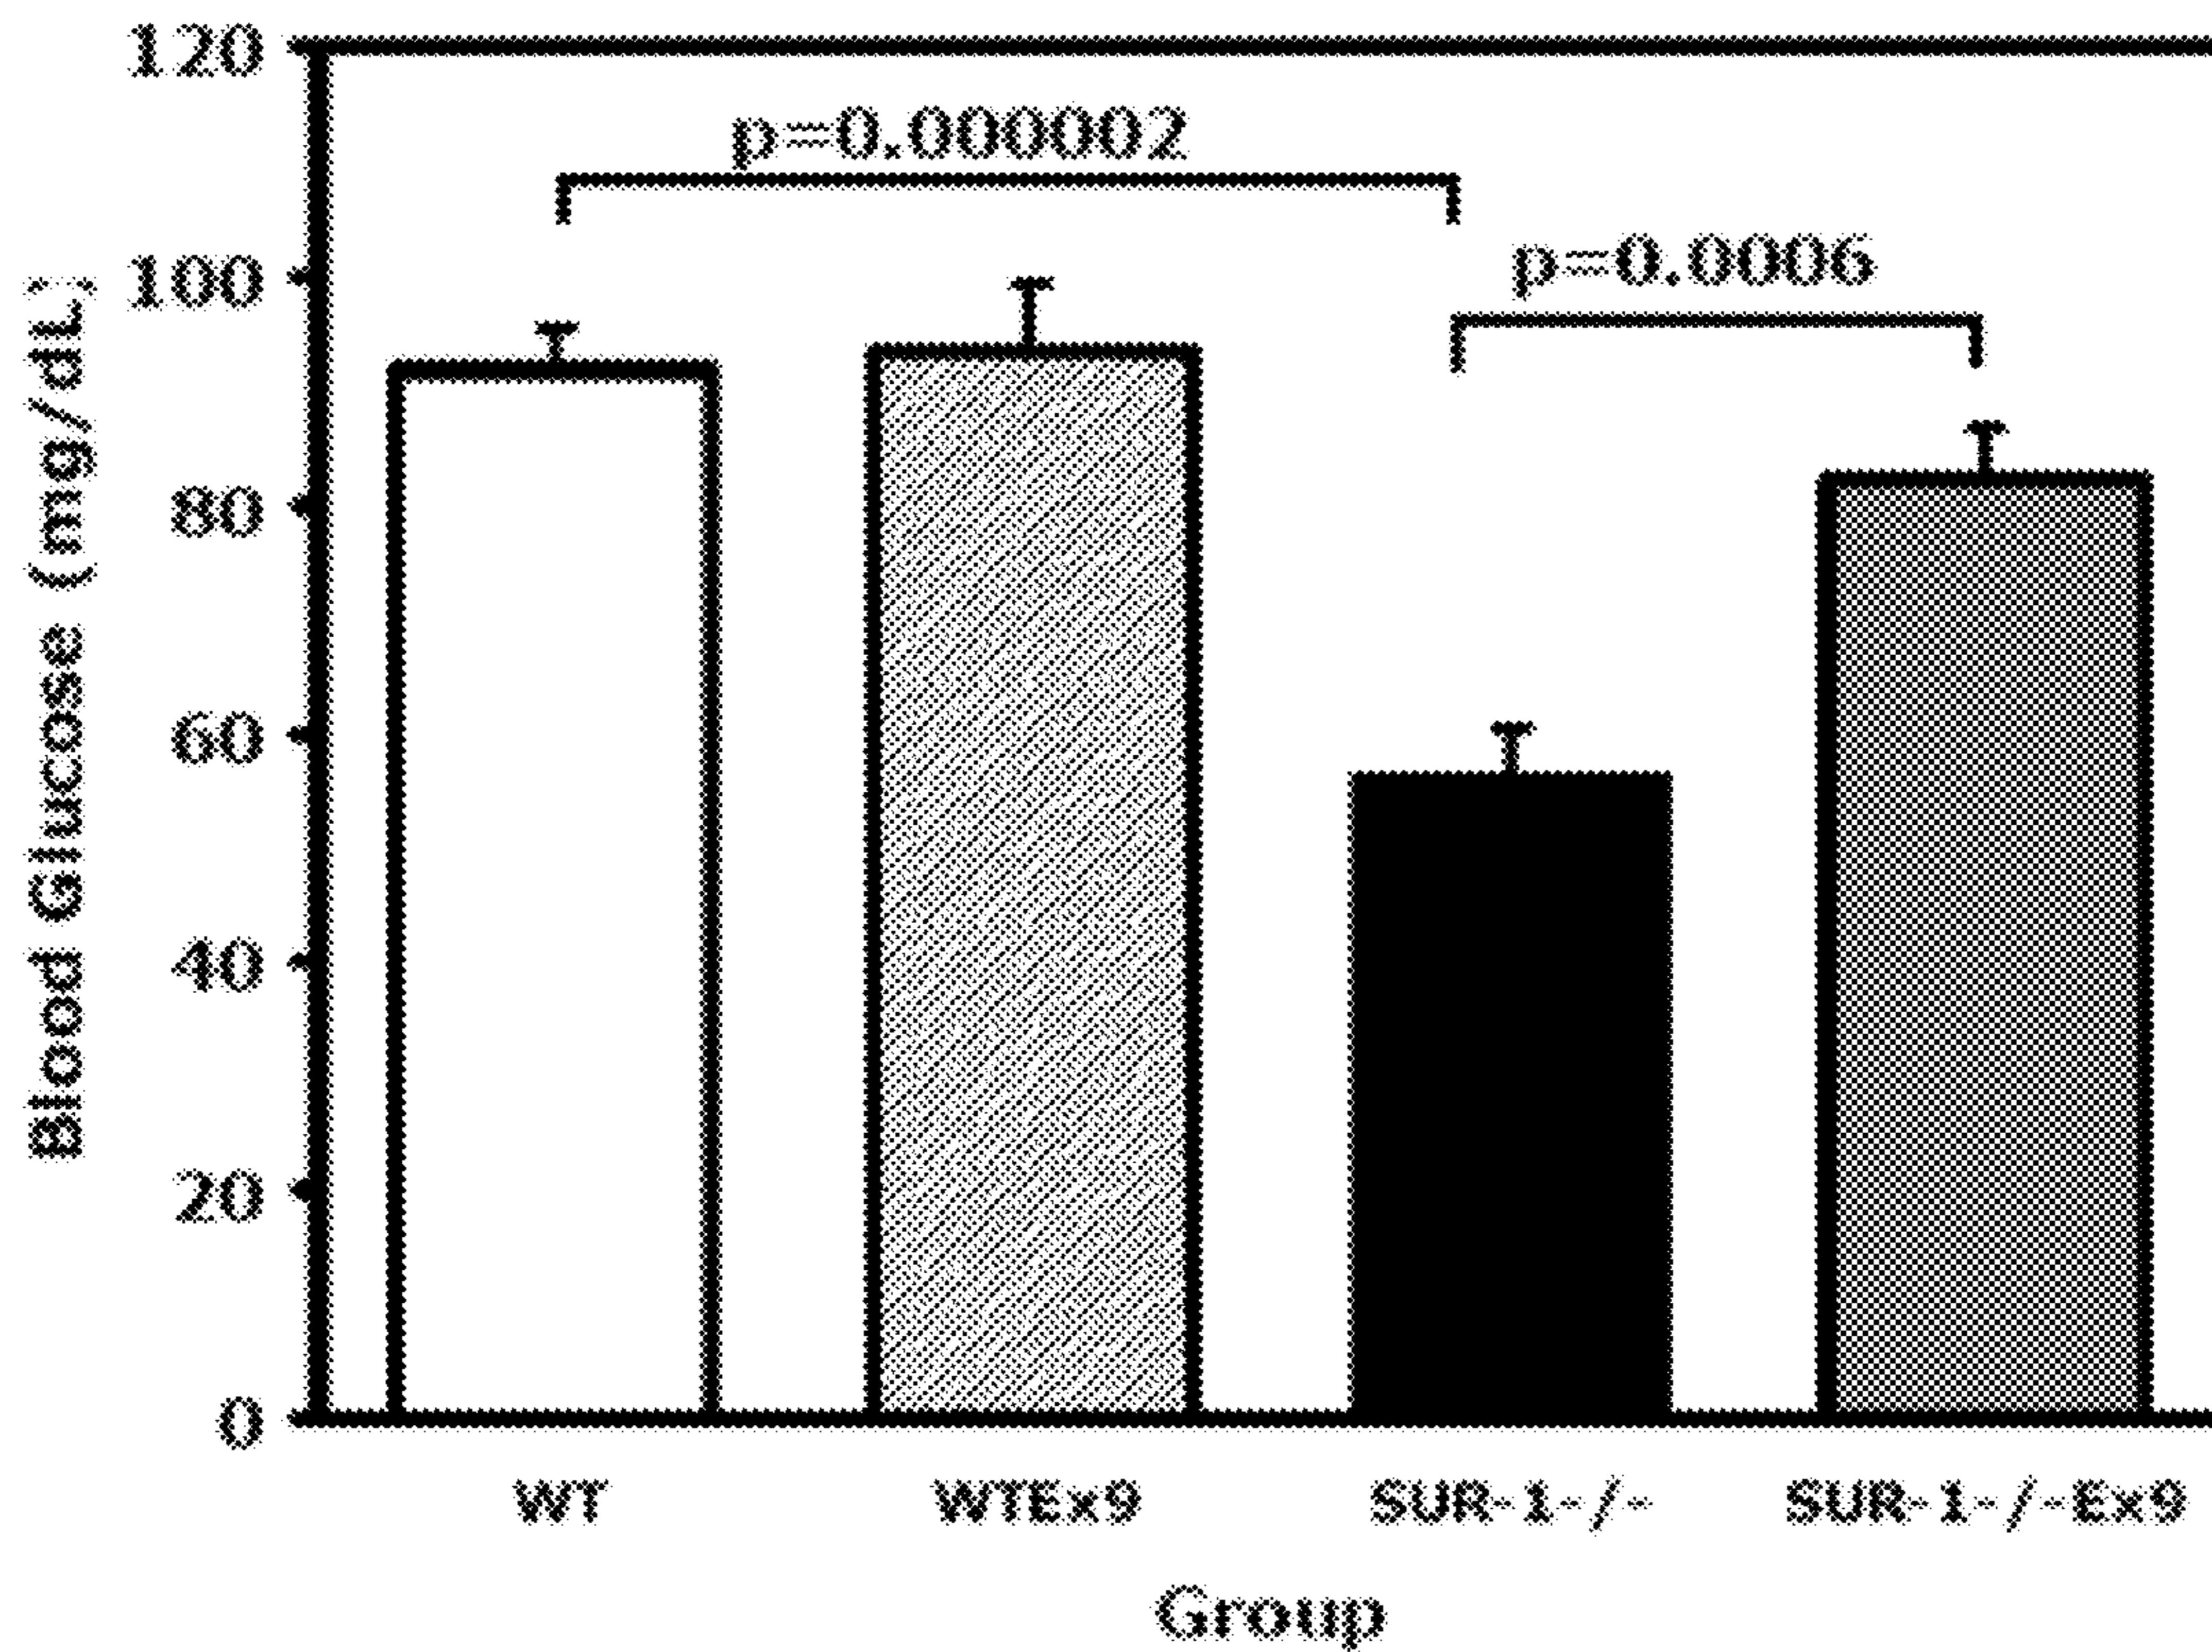 120
p=0.000002
100
p=0.0006
80
60
40
20
0
Blood Glucose (mg/dL)
WT WTEx9 SUR-1-/- SUR-1-/-Ex9
Group